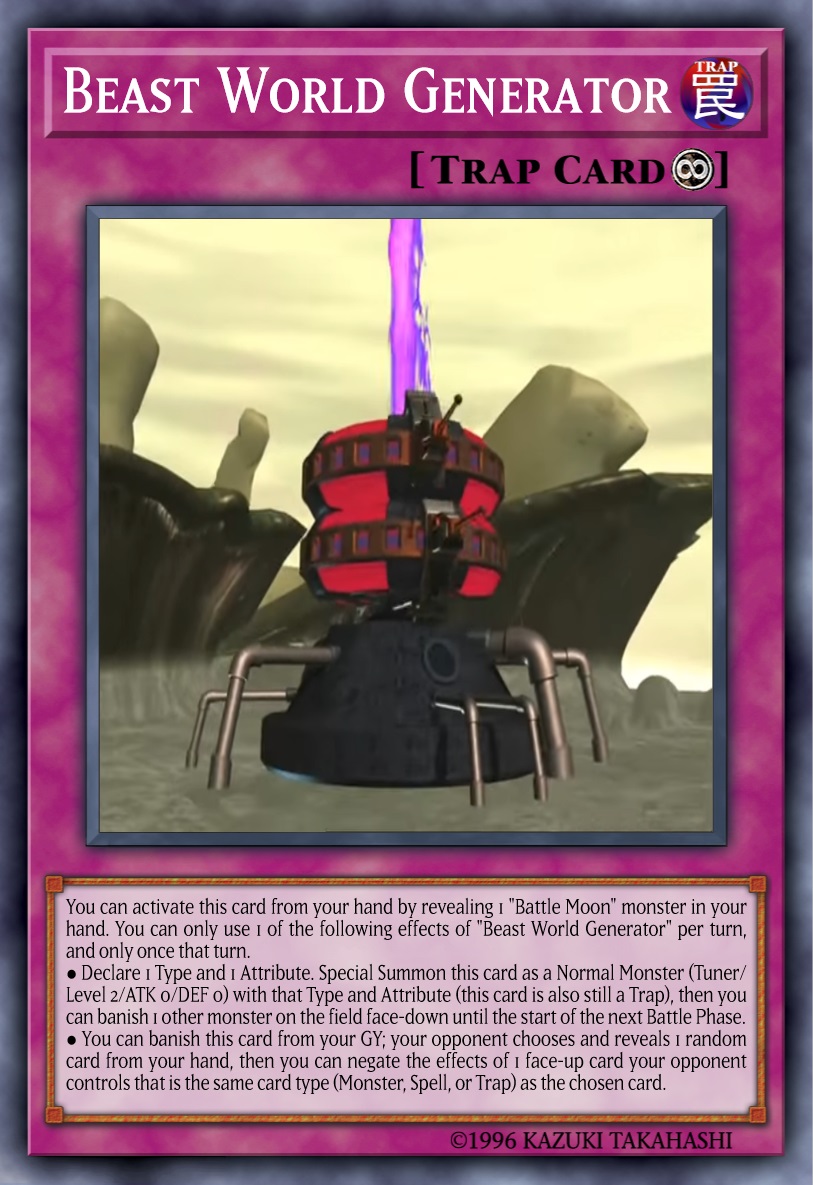 BEAST WORLD GENERATOR
TRAP
罠
[TRAP CARD]
You can activate this card from your hand by revealing 1 "Battle Moon" monster in your
hand. You can only use 1 of the following effects of "Beast World Generator" per turn,
and only once that turn.
● Declare 1 Type and 1 Attribute. Special Summon this card as a Normal Monster (Tuner/
Level 2/ATK 0/DEF 0) with that Type and Attribute (this card is also still a Trap), then you
can banish 1 other monster on the field face-down until the start of the next Battle Phase.
● You can banish this card from your GY; your opponent chooses and reveals 1 random
card from your hand, then you can negate the effects of 1 face-up card your opponent
controls that is the same card type (Monster, Spell, or Trap) as the chosen card.
©1996 KAZUKI TAKAHASHI